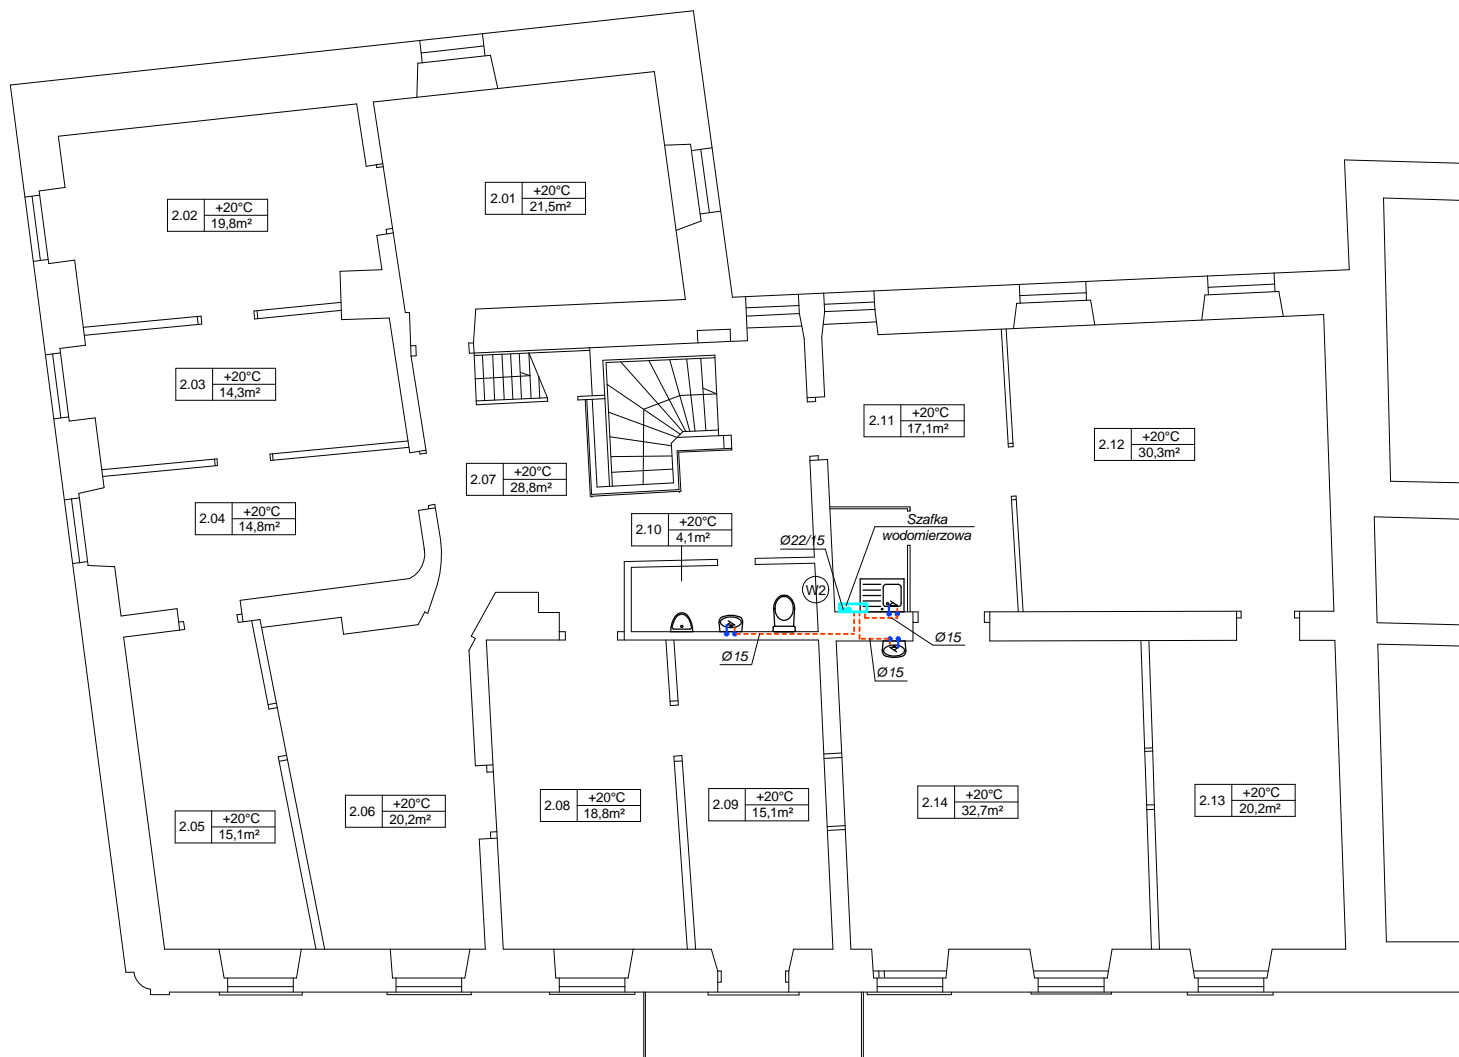 2.01 +20°C
21,5m²
2.02 +20°C
19,8m²
2.03 +20°C
14,3m²
2.11 +20°C
17,1m²
2.12 +20°C
30,3m²
2.07 +20°C
28,8m²
2.04 +20°C
14,8m²
2.10 +20°C
4,1m²
Szafka
wodomierzowa
Ø22/15
W2
Ø15
Ø15
Ø15
2.05 +20°C
15,1m²
2.06 +20°C
20,2m²
2.08 +20°C
18,8m²
2.09 +20°C
15,1m²
2.14 +20°C
32,7m²
2.13 +20°C
20,2m²